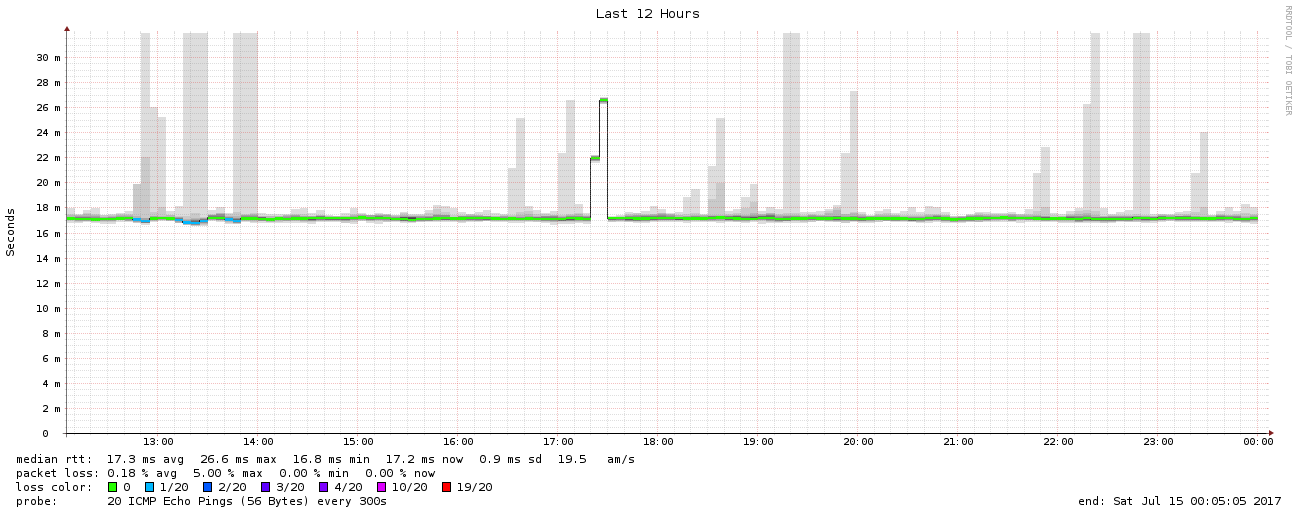 Last 12 Hours
RRDTOOL / TOBI OETIKER
Seconds
30 m
28 m
26 m
24 m
22 m
20 m
18 m
16 m
14 m
12 m
10 m
8 m
6 m
4 m
2 m
0
13:00 14:00 15:00 16:00 17:00 18:00 19:00 20:00 21:00 22:00 23:00 00:00
median rtt: 17.3 ms avg 26.6 ms max 16.8 ms min 17.2 ms now 0.9 ms sd 19.5 am/s
packet loss: 0.18 % avg 5.00 % max 0.00 % min 0.00 % now
loss color: 0 1/20 2/20 3/20 4/20 10/20 19/20
probe: 20 ICMP Echo Pings (56 Bytes) every 300s end: Sat Jul 15 00:05:05 2017